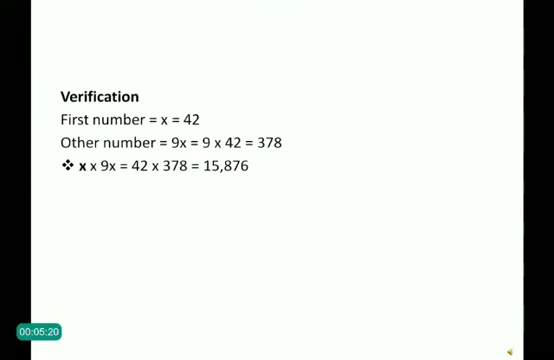 Verification
First number = x = 42
Other number = 9x = 9 x 42 = 378
❖ x x 9x = 42 x 378 = 15,876
00:05:20